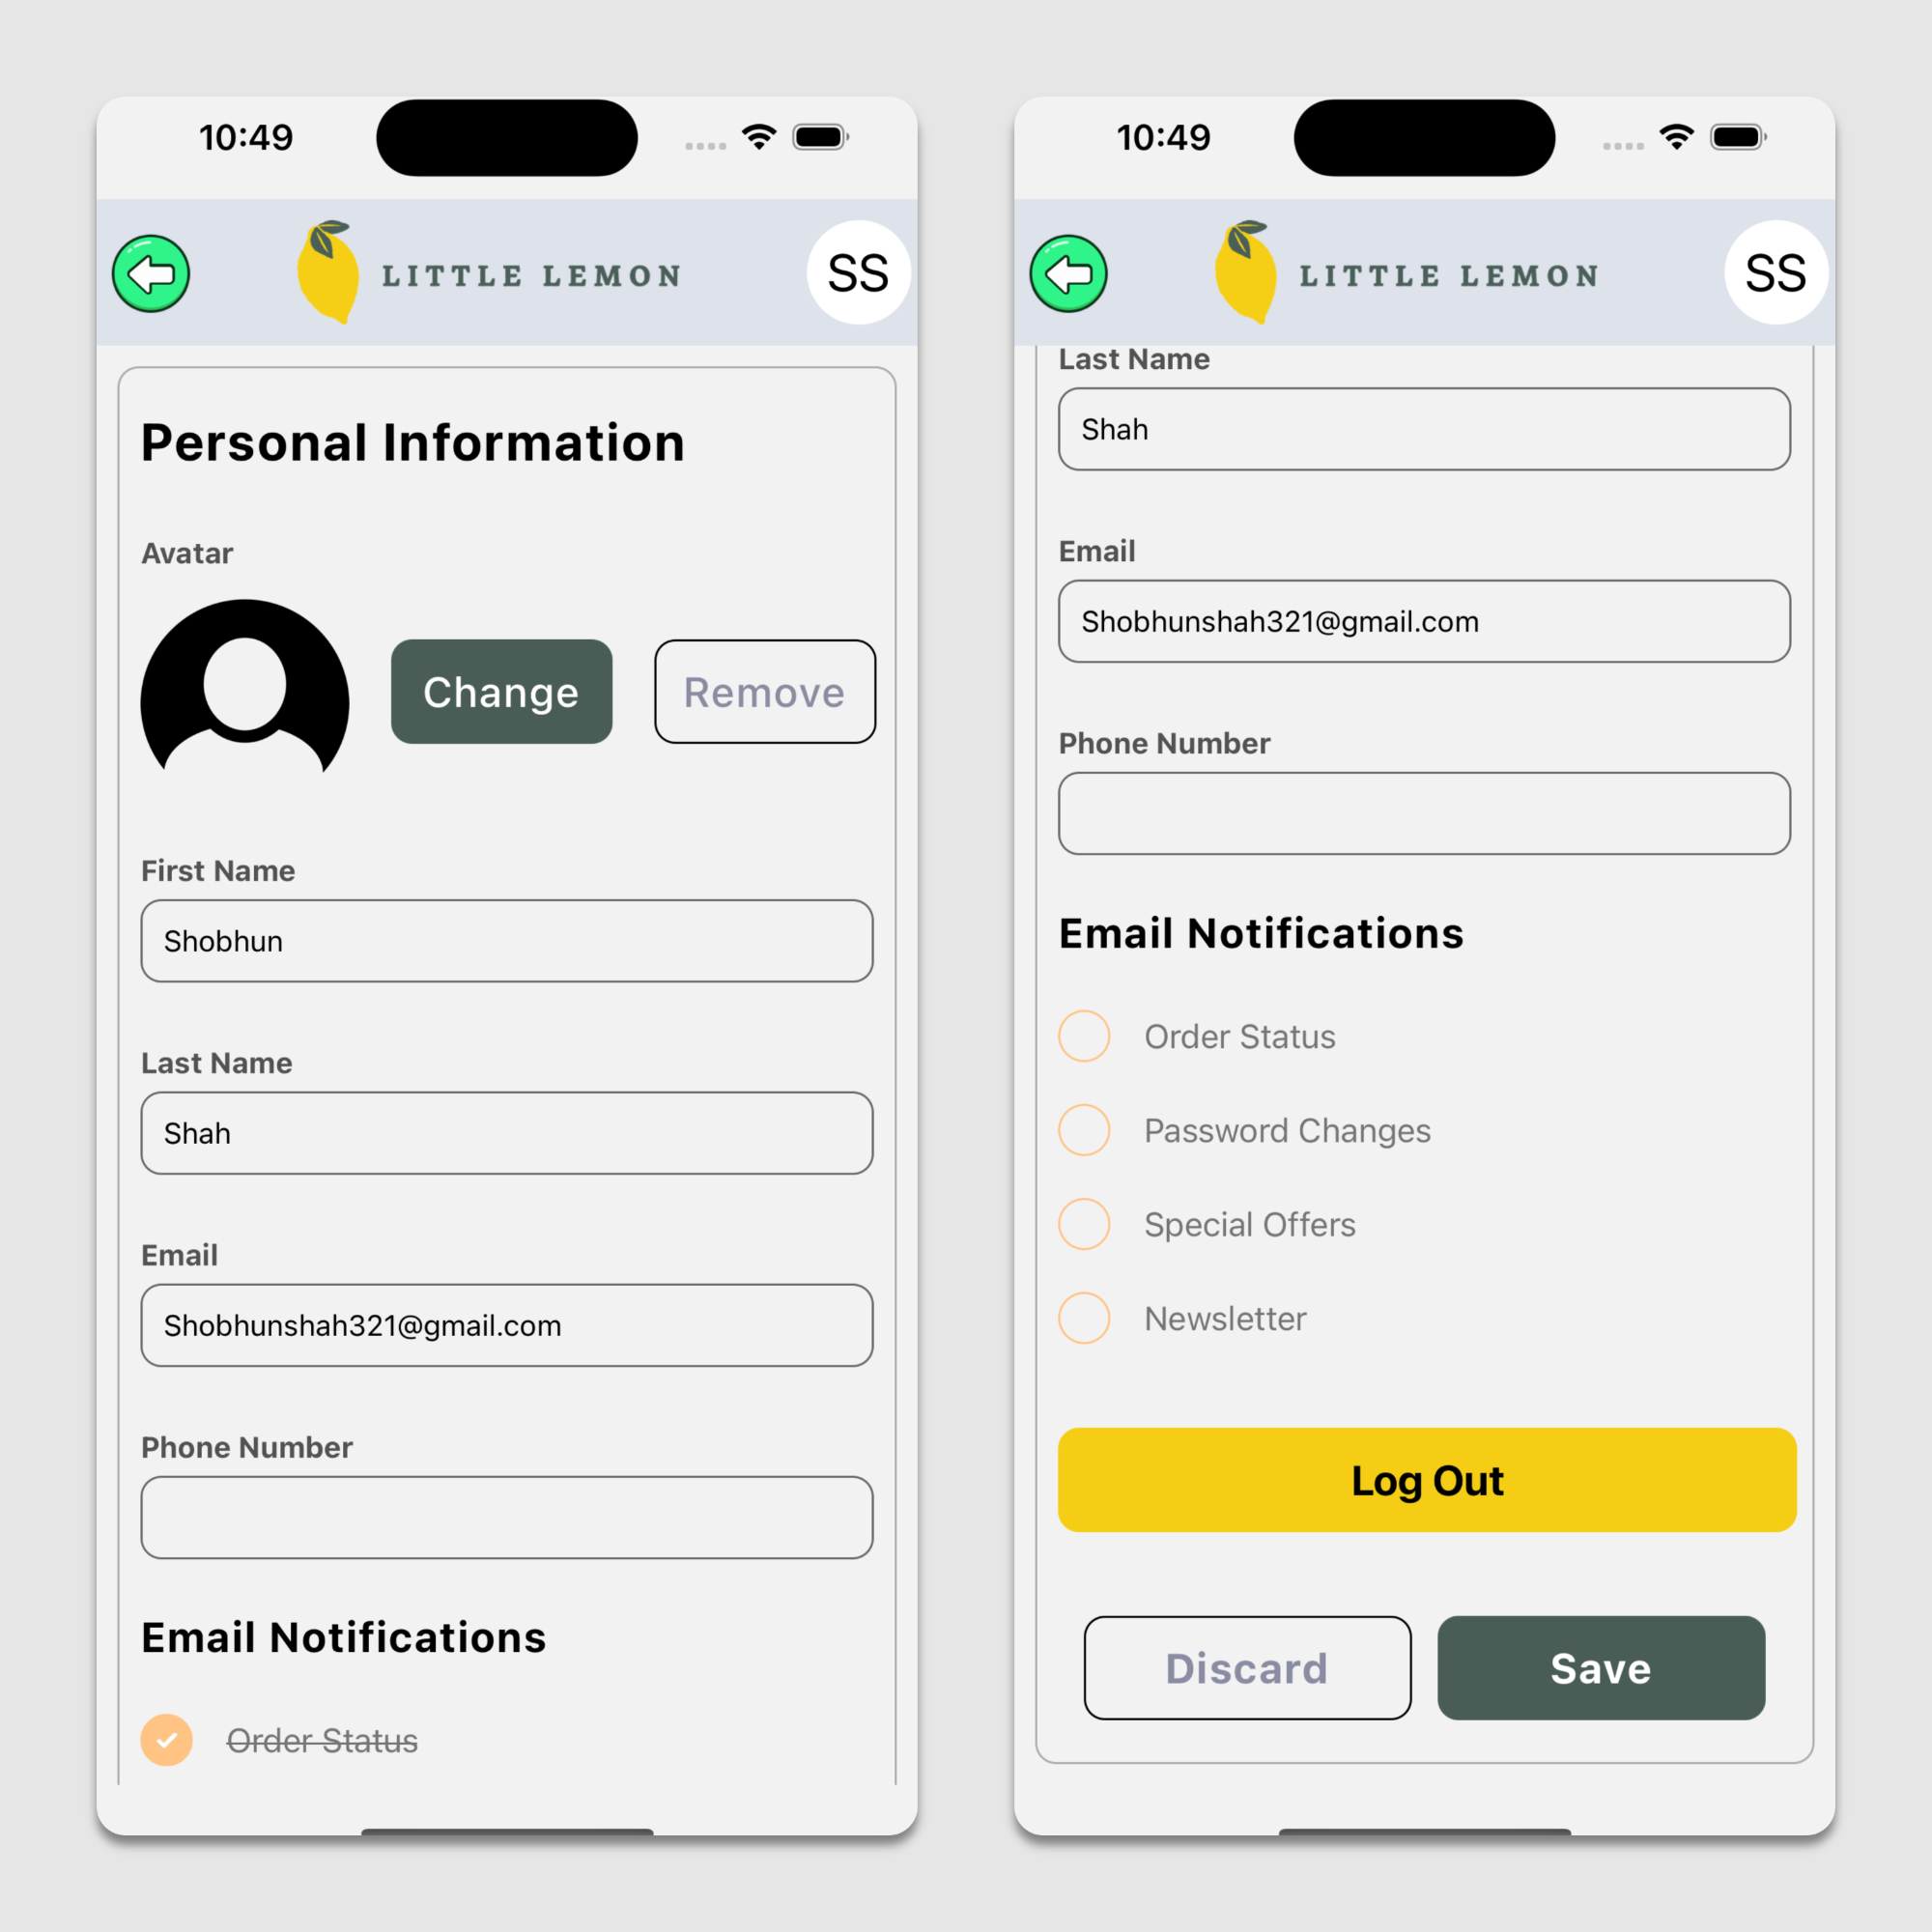 10:49
LITTLE LEMON
SS
Personal Information
Avatar
Change
Remove
First Name
Shobhun
Last Name
Shah
Email
Shobhunshah321@gmail.com
Phone Number
Email Notifications
Order Status
10:49
LITTLE LEMON
SS
Last Name
Shah
Email
Shobhunshah321@gmail.com
Phone Number
Email Notifications
Order Status
Password Changes
Special Offers
Newsletter
Log Out
Discard
Save